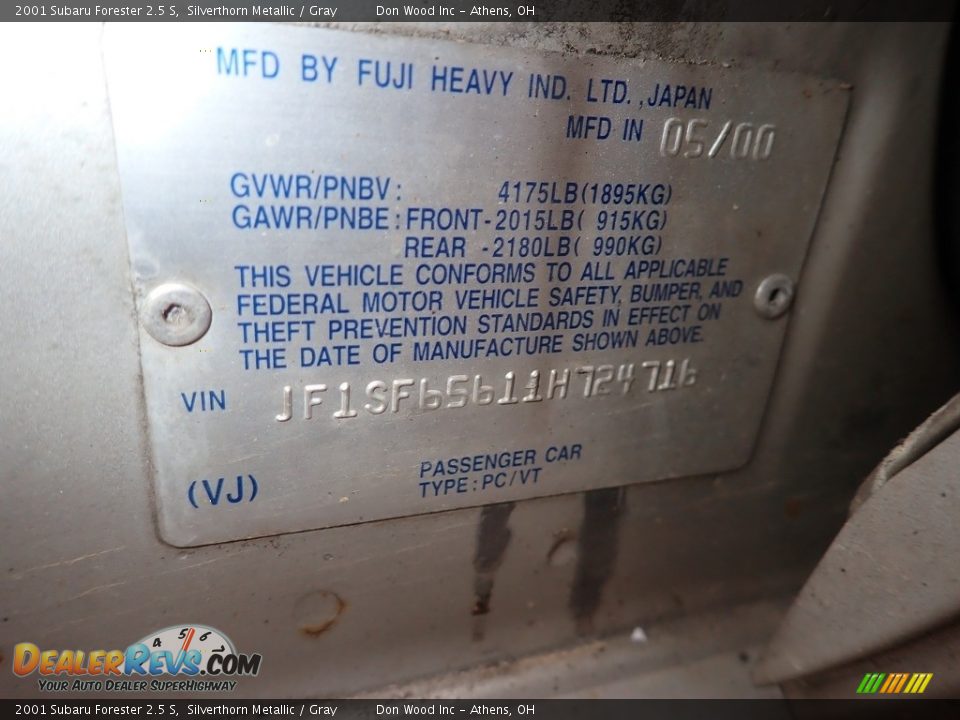 2001 Subaru Forester 2.5 S, Silverthorn Metallic / Gray Don Wood Inc - Athens, OH
MFD BY FUJI HEAVY IND. LTD.,JAPAN
MFD IN 05/00
GVWR/PNBV: 4175LB(1895KG)
GAWR/PNBE:FRONT-2015LB( 915KG)
REAR -2180LB( 990KG)
THIS VEHICLE CONFORMS TO ALL APPLICABLE
FEDERAL MOTOR VEHICLE SAFETY, BUMPER, AND
THEFT PREVENTION STANDARDS IN EFFECT ON
THE DATE OF MANUFACTURE SHOWN ABOVE.
VIN JF1SF65611H724716
(VJ) PASSENGER CAR
TYPE:PC/VT
4 5 6
DEALERREVS.COM
YOUR AUTO DEALER SUPERHIGHWAY
2001 Subaru Forester 2.5 S, Silverthorn Metallic / Gray Don Wood Inc - Athens, OH